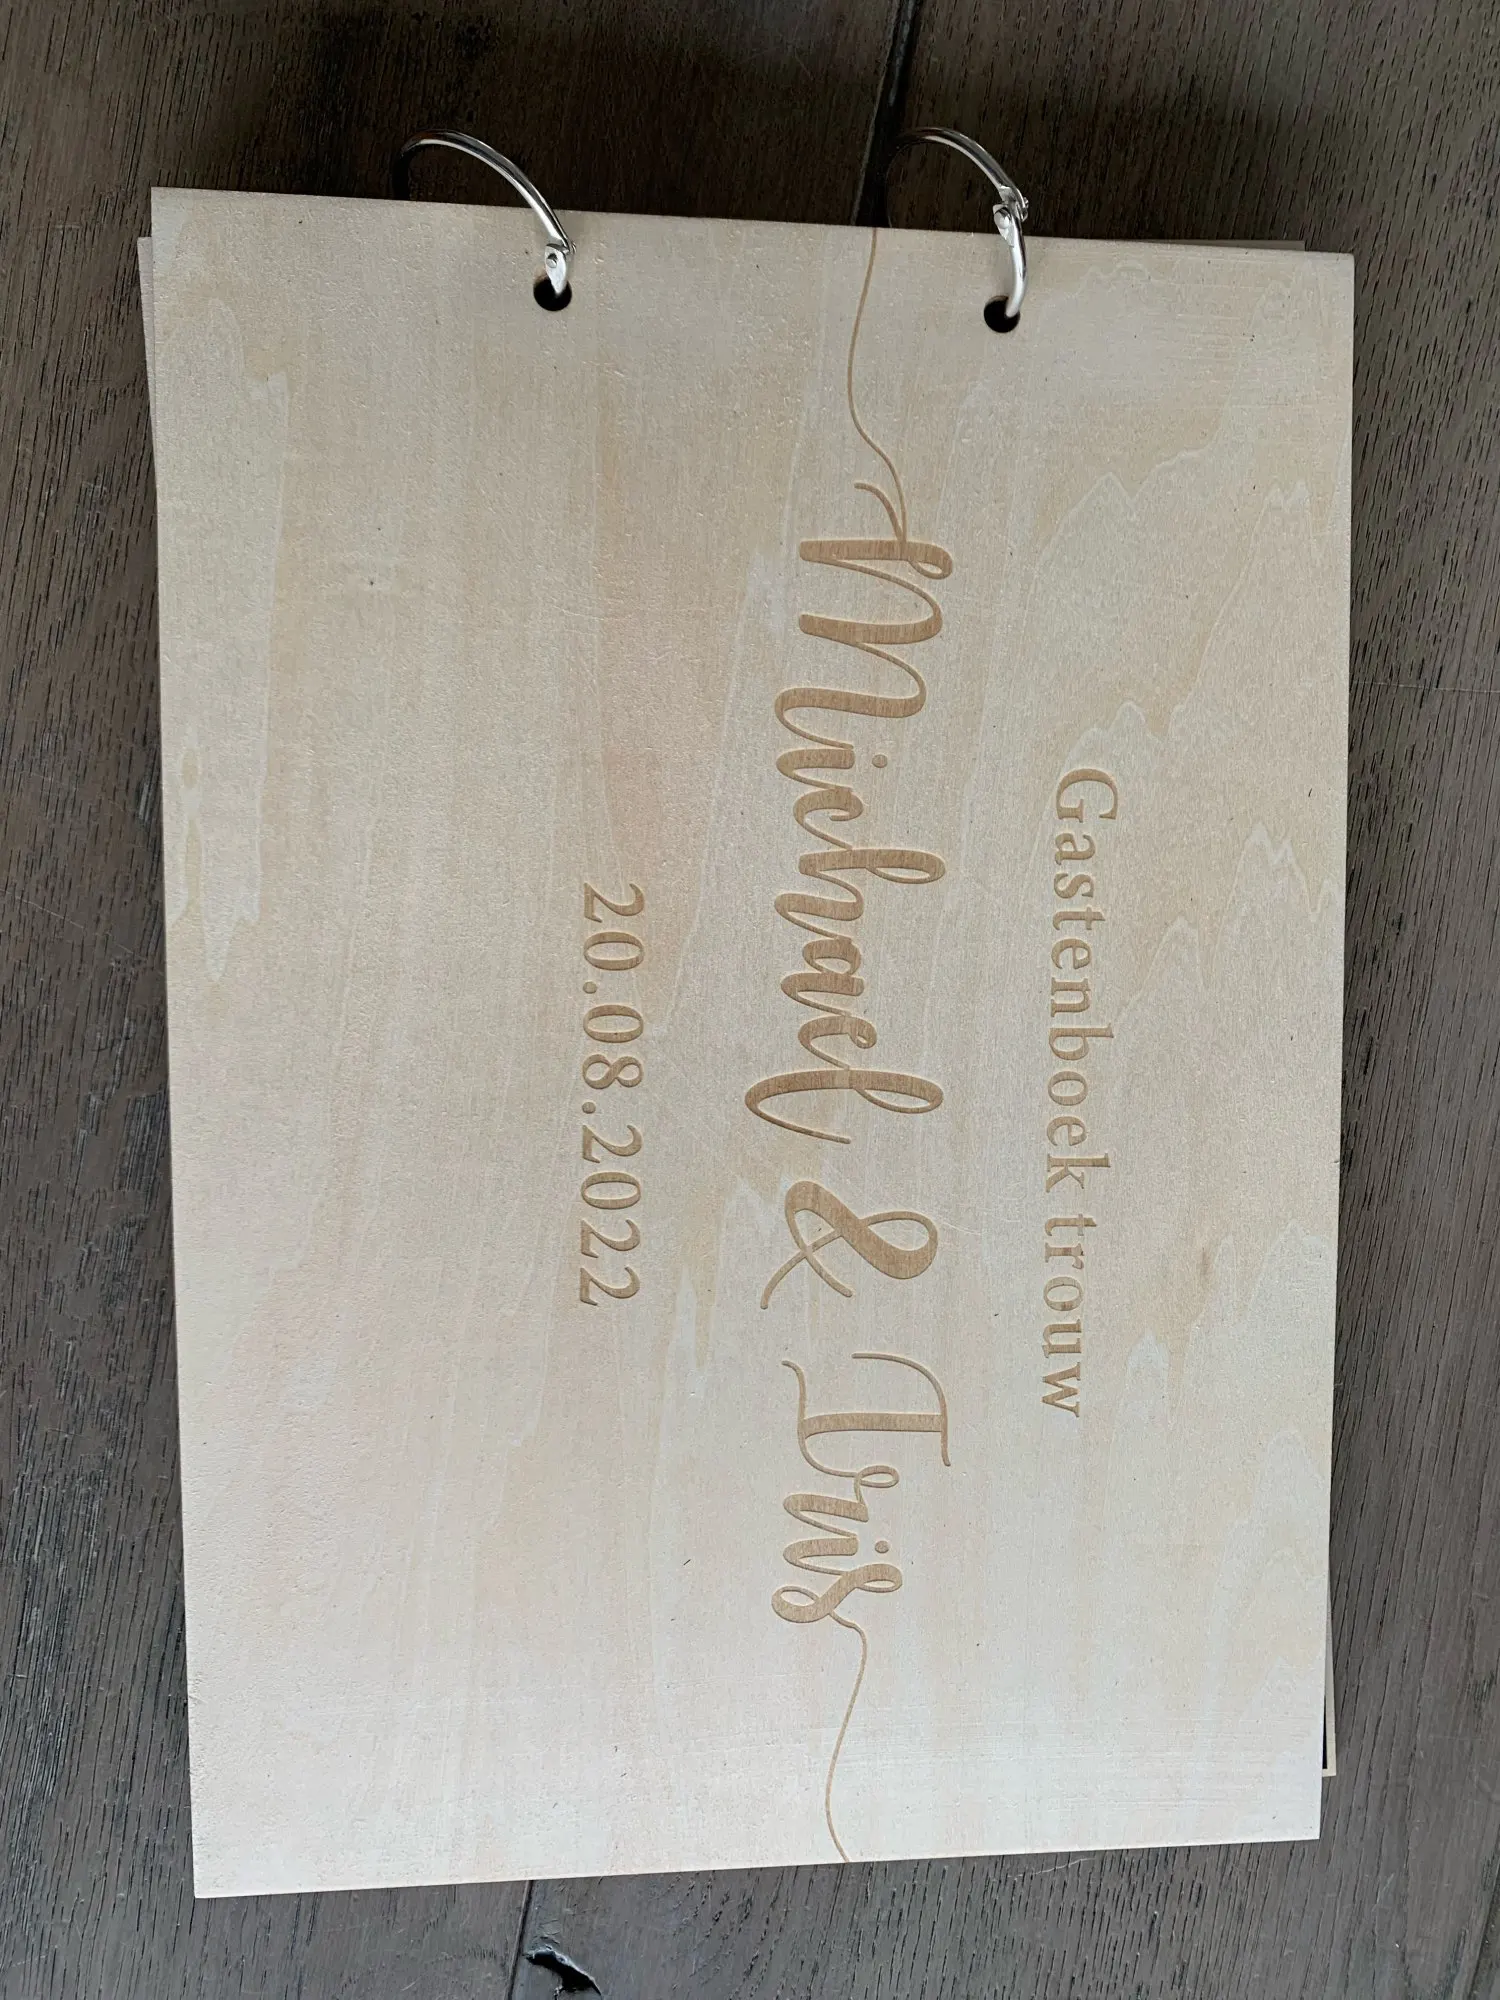 Gastenboek trouw
Michael & Iris
20.08.2022